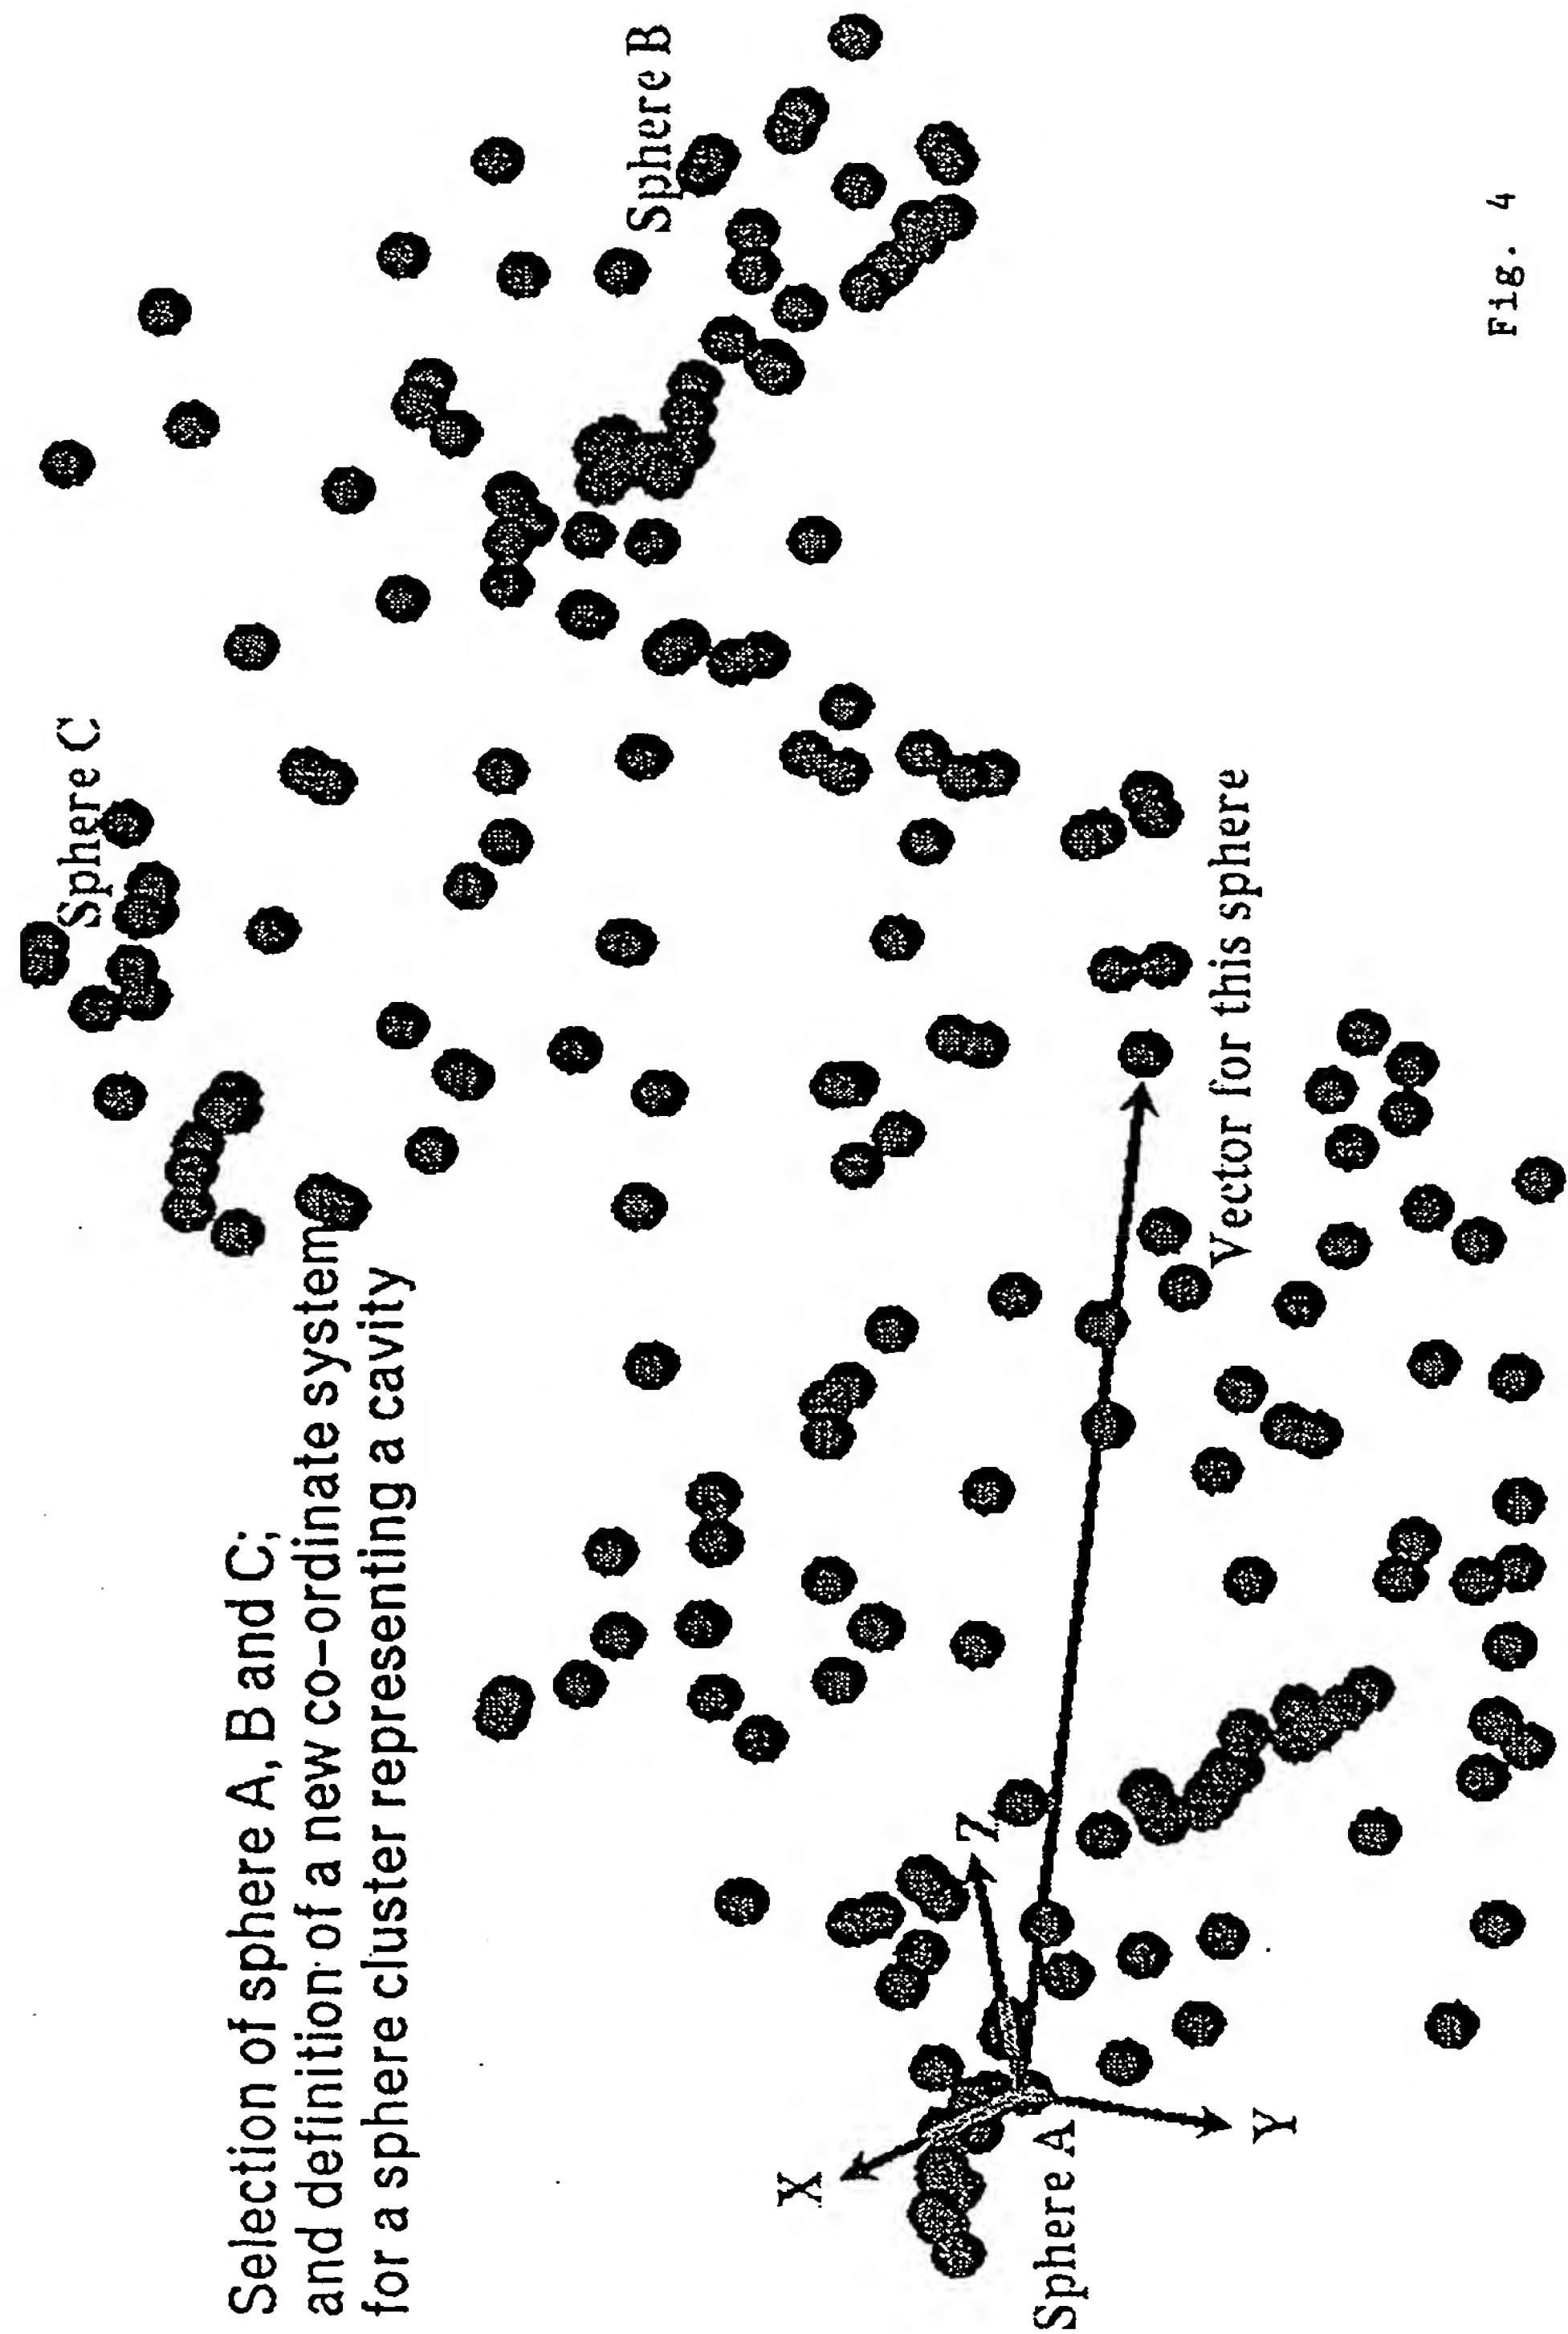 Selection of sphere A, B and C;
and definition of a new co-ordinate system
for a sphere cluster representing a cavity
Sphere C
Sphere B
X
Z
Sphere A
Y
Vector for this sphere
Fig. 4